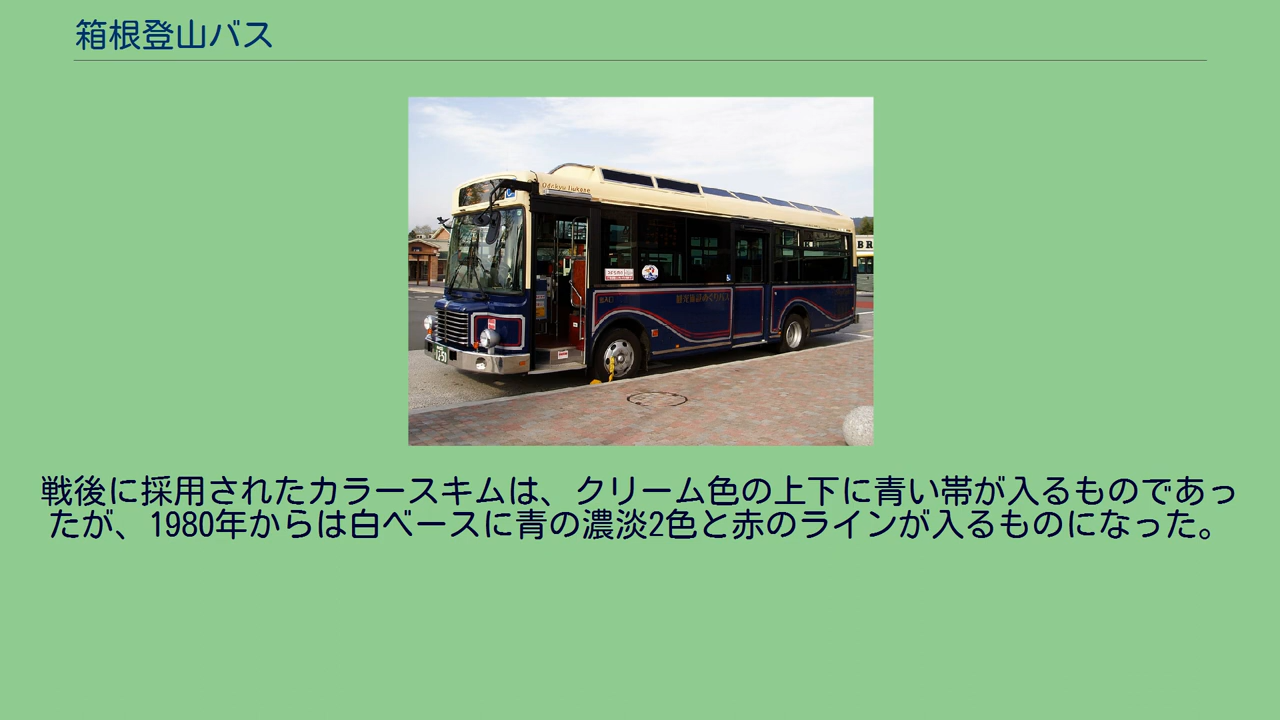 箱根登山バス
Odakyu Hakone
BR
戦後に採用されたカラースキムは、クリーム色の上下に青い帯が入るものであっ
たが、1980年からは白ベースに青の濃淡2色と赤のラインが入るものになった。